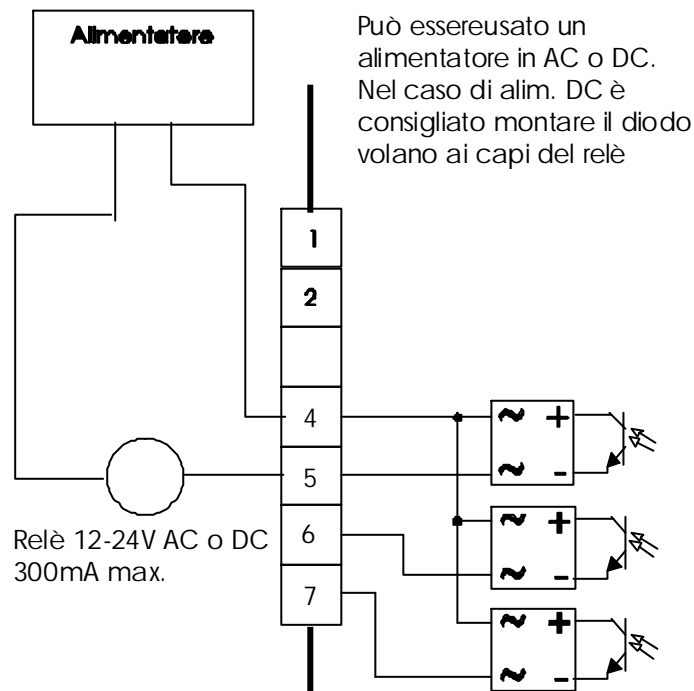 Alimentatore
Può essereusato un
alimentatore in AC o DC.
Nel caso di alim. DC è
consigliato montare il diodo
volano ai capi del relè
1
2
4
5
6
7
~ +
~ -
~ +
~ -
~ +
~ -
Relè 12-24V AC o DC
300mA max.